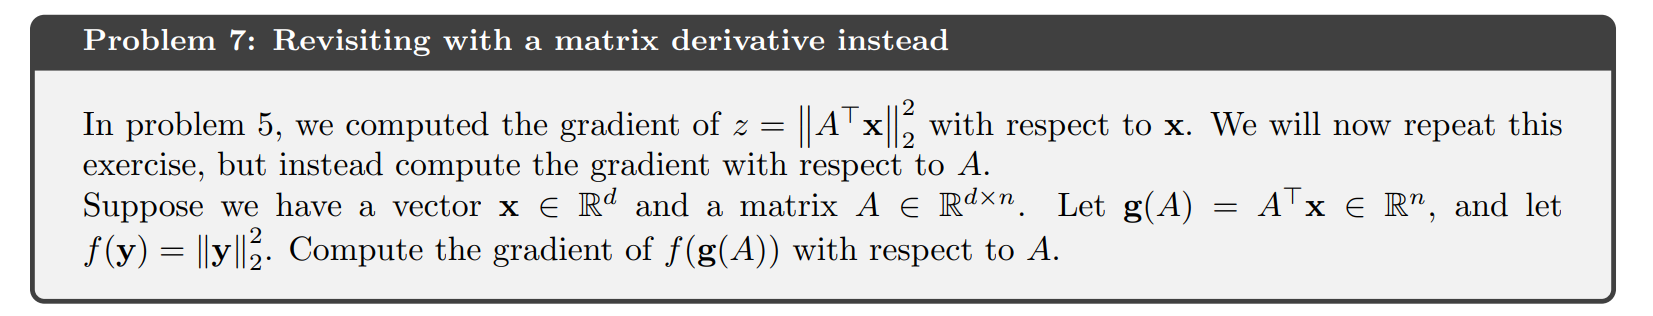 Problem 7: Revisiting with a matrix derivative instead
In problem 5, we computed the gradient of $z = \left\|A^\top \mathbf{x}\right\|_2^2$ with respect to $\mathbf{x}$. We will now repeat this
exercise, but instead compute the gradient with respect to $A$.
Suppose we have a vector $\mathbf{x} \in \mathbb{R}^d$ and a matrix $A \in \mathbb{R}^{d \times n}$. Let $\mathbf{g}(A) = A^\top \mathbf{x} \in \mathbb{R}^n$, and let
$f(\mathbf{y}) = \|\mathbf{y}\|_2^2$. Compute the gradient of $f(\mathbf{g}(A))$ with respect to $A$.